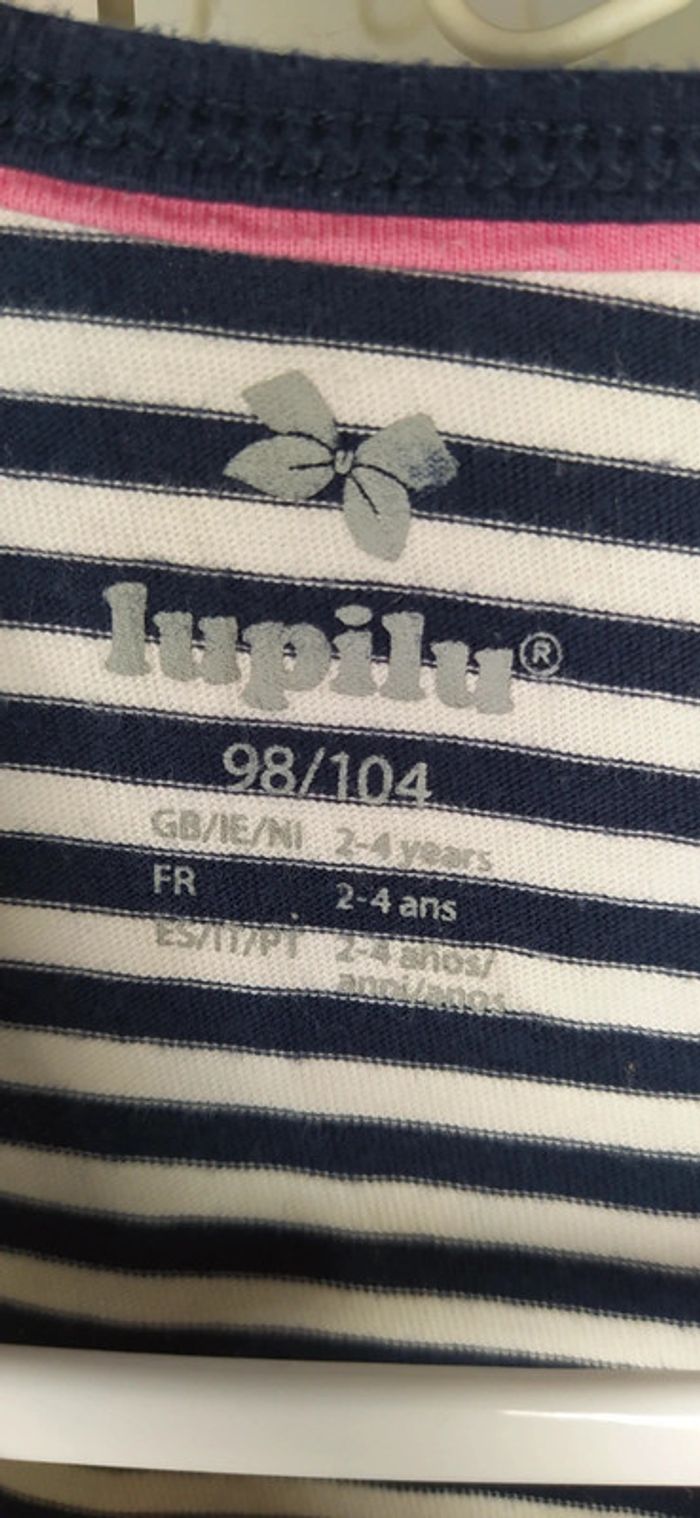 lupilu®
98/104
GB/IE/NI 2-4 years
FR 2-4 ans
ES/IT/PT 2-4 años/
anni/anos